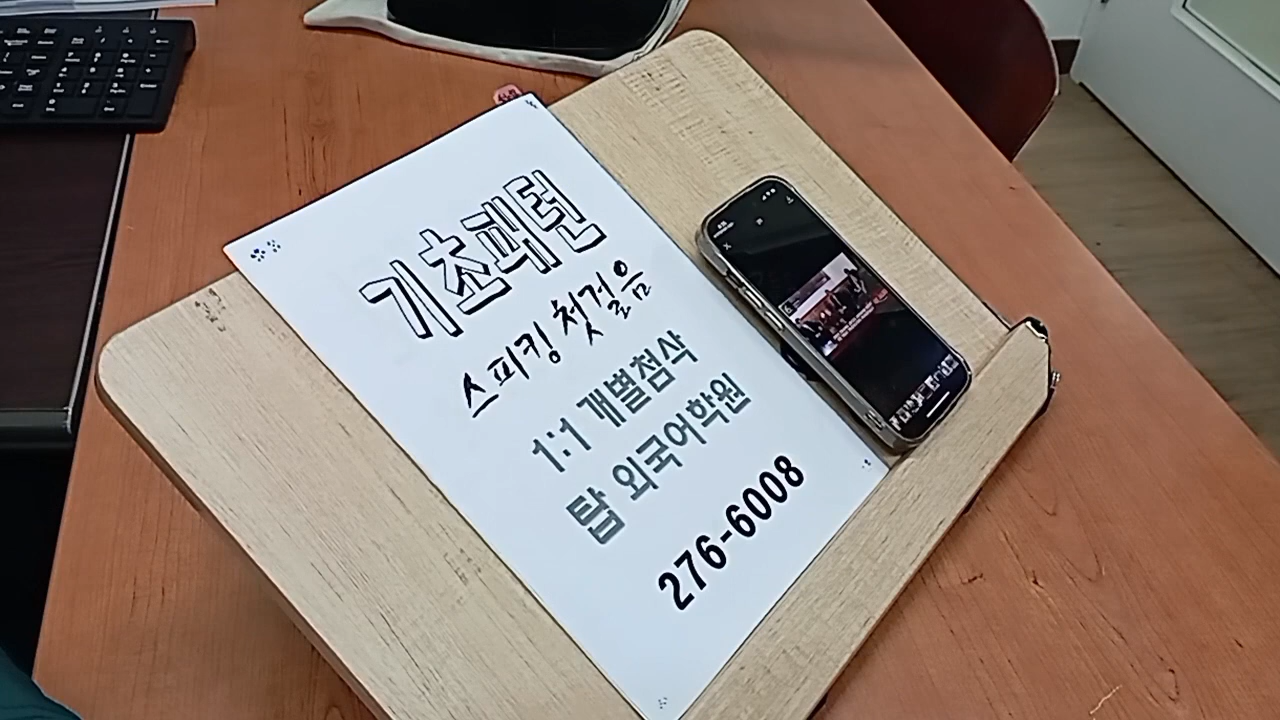 기초패턴
스피킹 첫걸음
1:1 개별첨삭
탑 외국어학원
276-6008